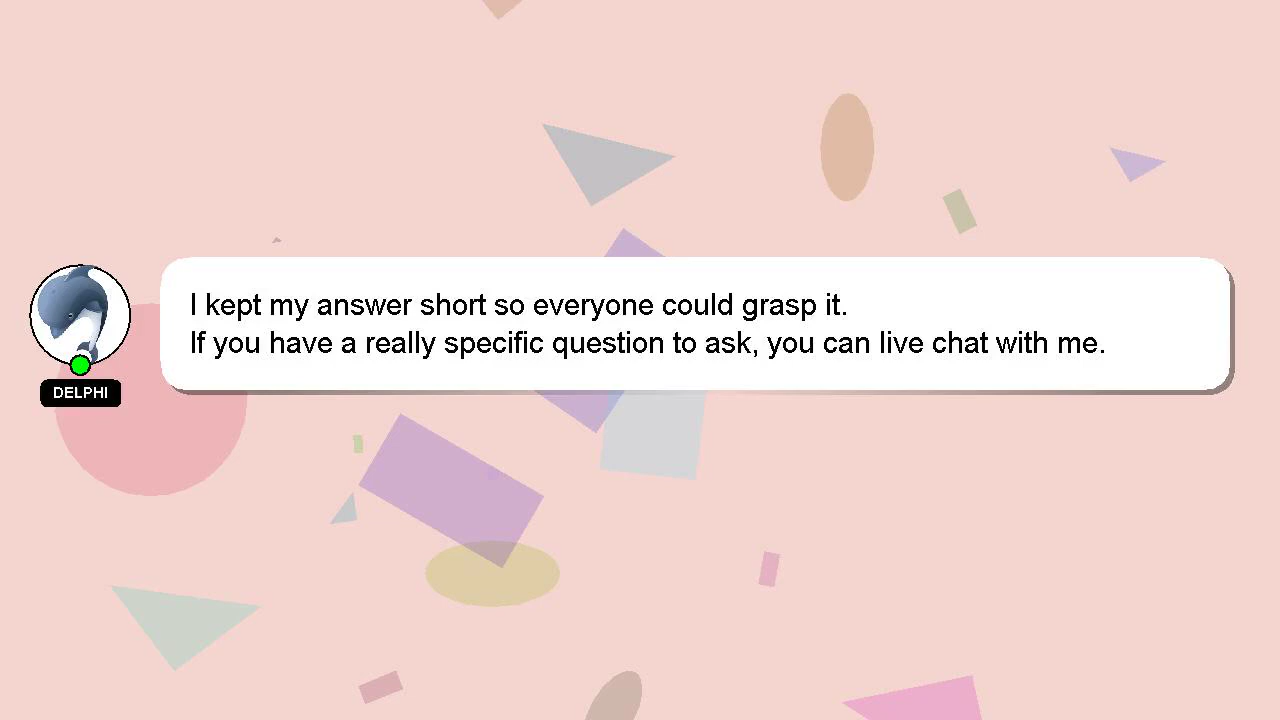 I kept my answer short so everyone could grasp it.
If you have a really specific question to ask, you can live chat with me.
DELPHI